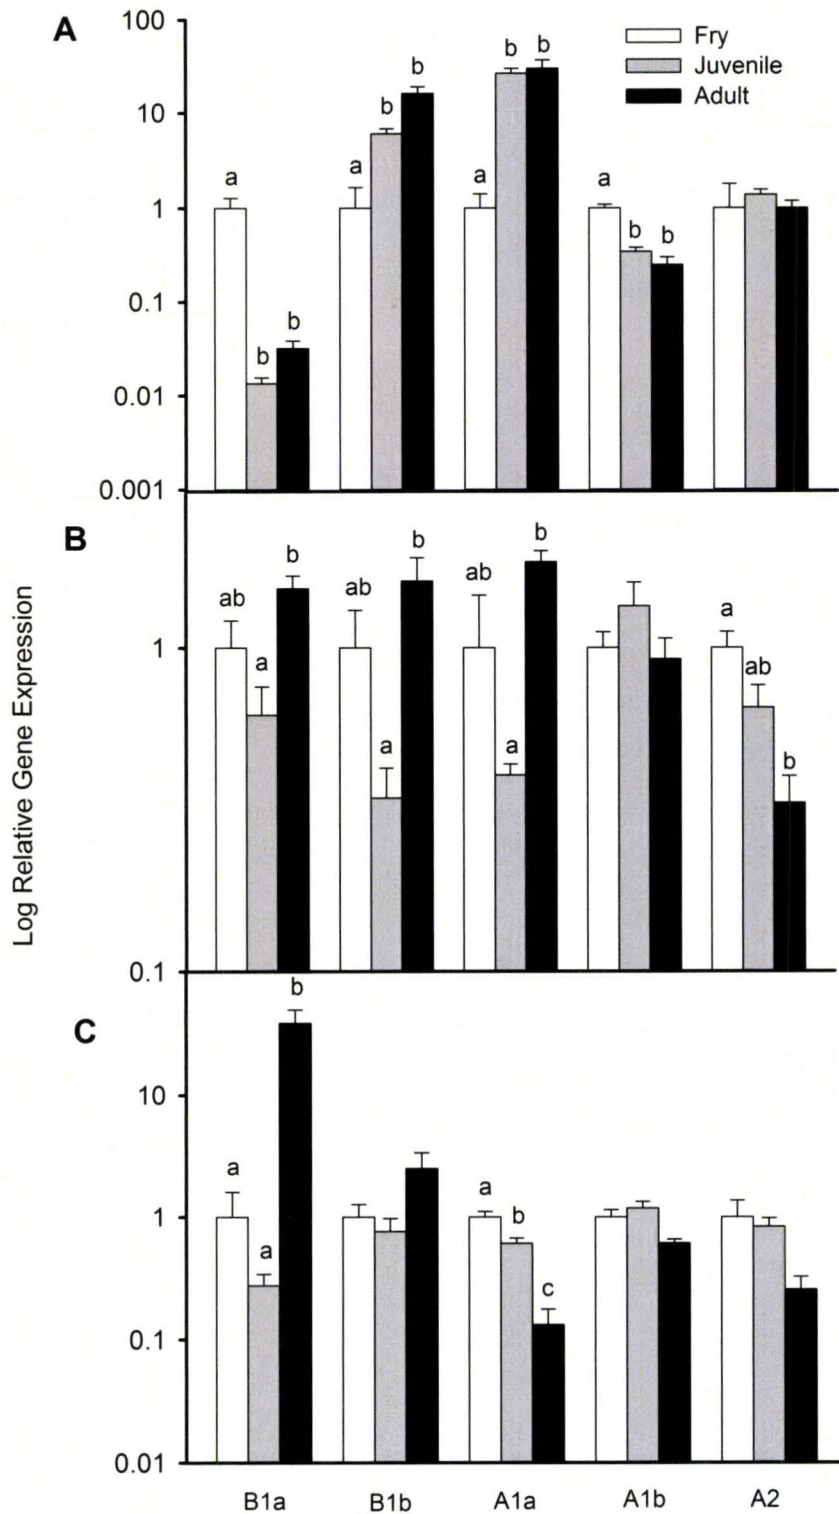 A
100
10
1
0.1
0.01
0.001
Fry
Juvenile
Adult
a b b
a b b
a b b
a b b
B
1
0.1
ab a b
ab a b
ab a b
a ab b
Log Relative Gene Expression
C
10
1
0.1
0.01
a a b
a b c
B1a B1b A1a A1b A2